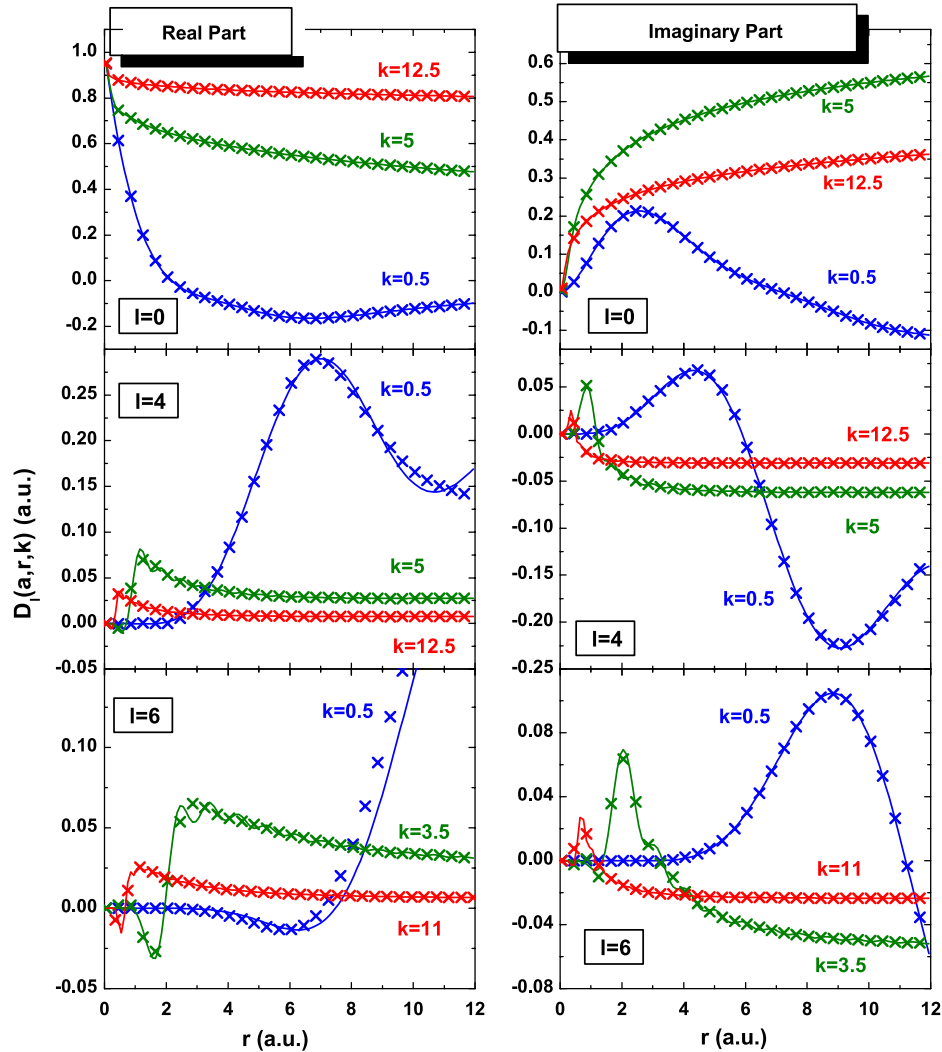 Real Part
Imaginary Part
1.0
0.8
0.6
0.4
0.2
0.0
-0.2
k=12.5
k=5
k=0.5
l=0
0.6
0.5
0.4
0.3
0.2
0.1
0.0
-0.1
k=5
k=12.5
k=0.5
l=0
D_l(a,r,k) (a.u.)
0.25
0.20
0.15
0.10
0.05
0.00
-0.05
l=4
k=0.5
k=5
k=12.5
0.05
0.00
-0.05
-0.10
-0.15
-0.20
-0.25
k=12.5
k=5
k=0.5
l=4
0.10
0.05
0.00
-0.05
l=6
k=0.5
k=3.5
k=11
0.08
0.04
0.00
-0.04
-0.08
k=0.5
k=11
k=3.5
l=6
0 2 4 6 8 10 12
r (a.u.)
0 2 4 6 8 10 12
r (a.u.)